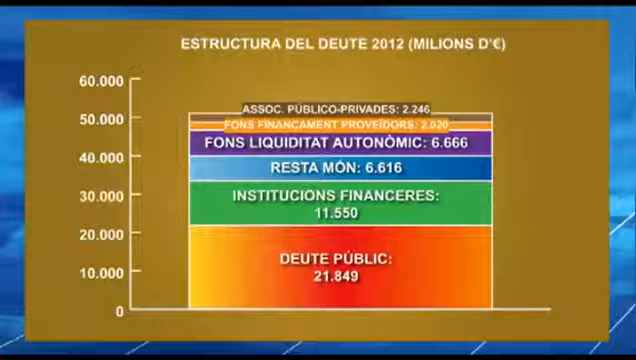 ESTRUCTURA DEL DEUTE 2012 (MILIONS D'€)
60.000
50.000
40.000
30.000
20.000
10.000
0
ASSOC. PÚBLICO-PRIVADES: 2.246
FONS FINANÇAMENT PROVEÏDORS: 2.020
FONS LIQUIDITAT AUTONÒMIC: 6.666
RESTA MÓN: 6.616
INSTITUCIONS FINANCERES:
11.550
DEUTE PÚBLIC:
21.849